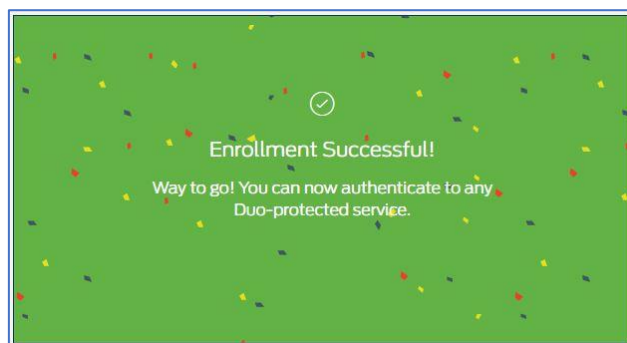 Enrollment Successful!
Way to go! You can now authenticate to any
Duo-protected service.